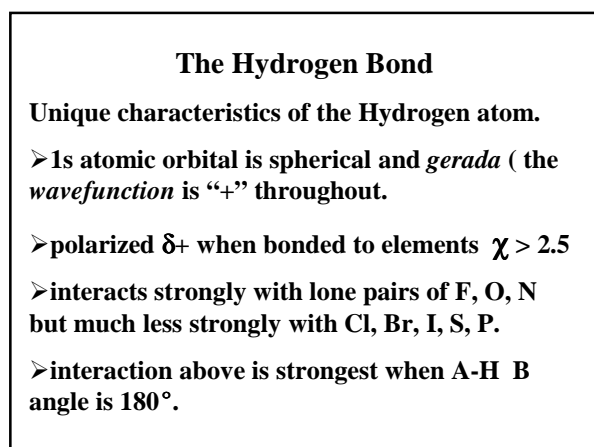 The Hydrogen Bond
Unique characteristics of the Hydrogen atom.
➢1s atomic orbital is spherical and gerada ( the
wavefunction is “+” throughout.
➢polarized δ+ when bonded to elements χ > 2.5
➢interacts strongly with lone pairs of F, O, N
but much less strongly with Cl, Br, I, S, P.
➢interaction above is strongest when A-H B
angle is 180°.